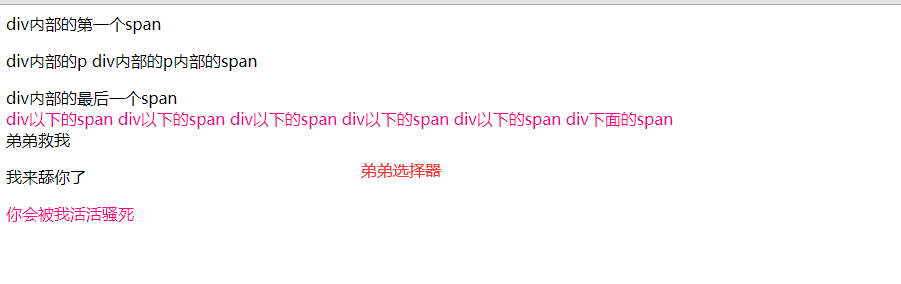 div内部的第一个span
div内部的p div内部的p内部的span
div内部的最后一个span
div以下的span div以下的span div以下的span div以下的span div以下的span div下面的span
弟弟救我
弟弟选择器
我来舔你了
你会被我活活骚死